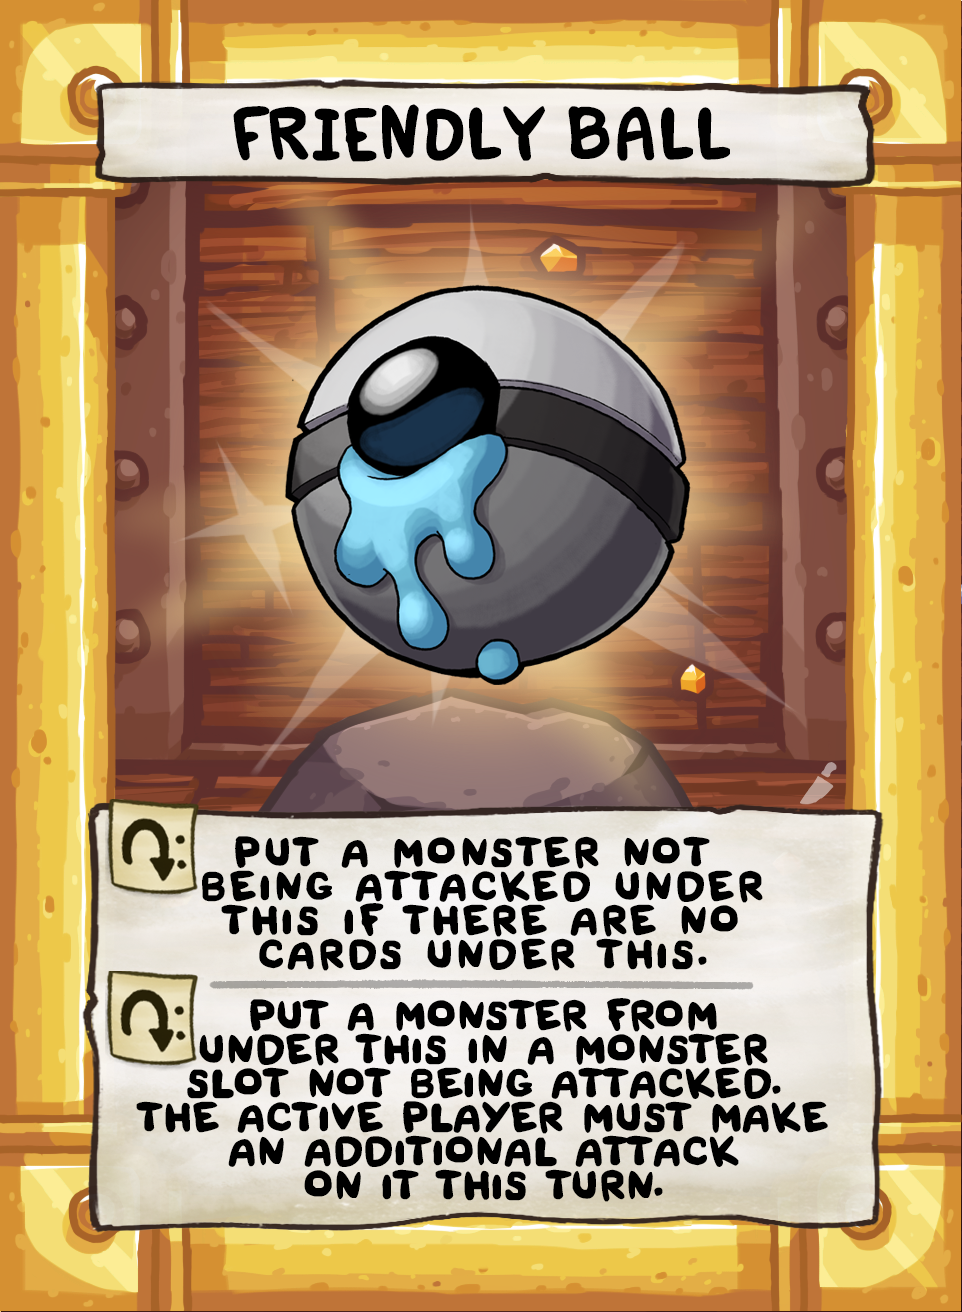 FRIENDLY BALL
PUT A MONSTER NOT
BEING ATTACKED UNDER
THIS IF THERE ARE NO
CARDS UNDER THIS.
PUT A MONSTER FROM
UNDER THIS IN A MONSTER
SLOT NOT BEING ATTACKED.
THE ACTIVE PLAYER MUST MAKE
AN ADDITIONAL ATTACK
ON IT THIS TURN.